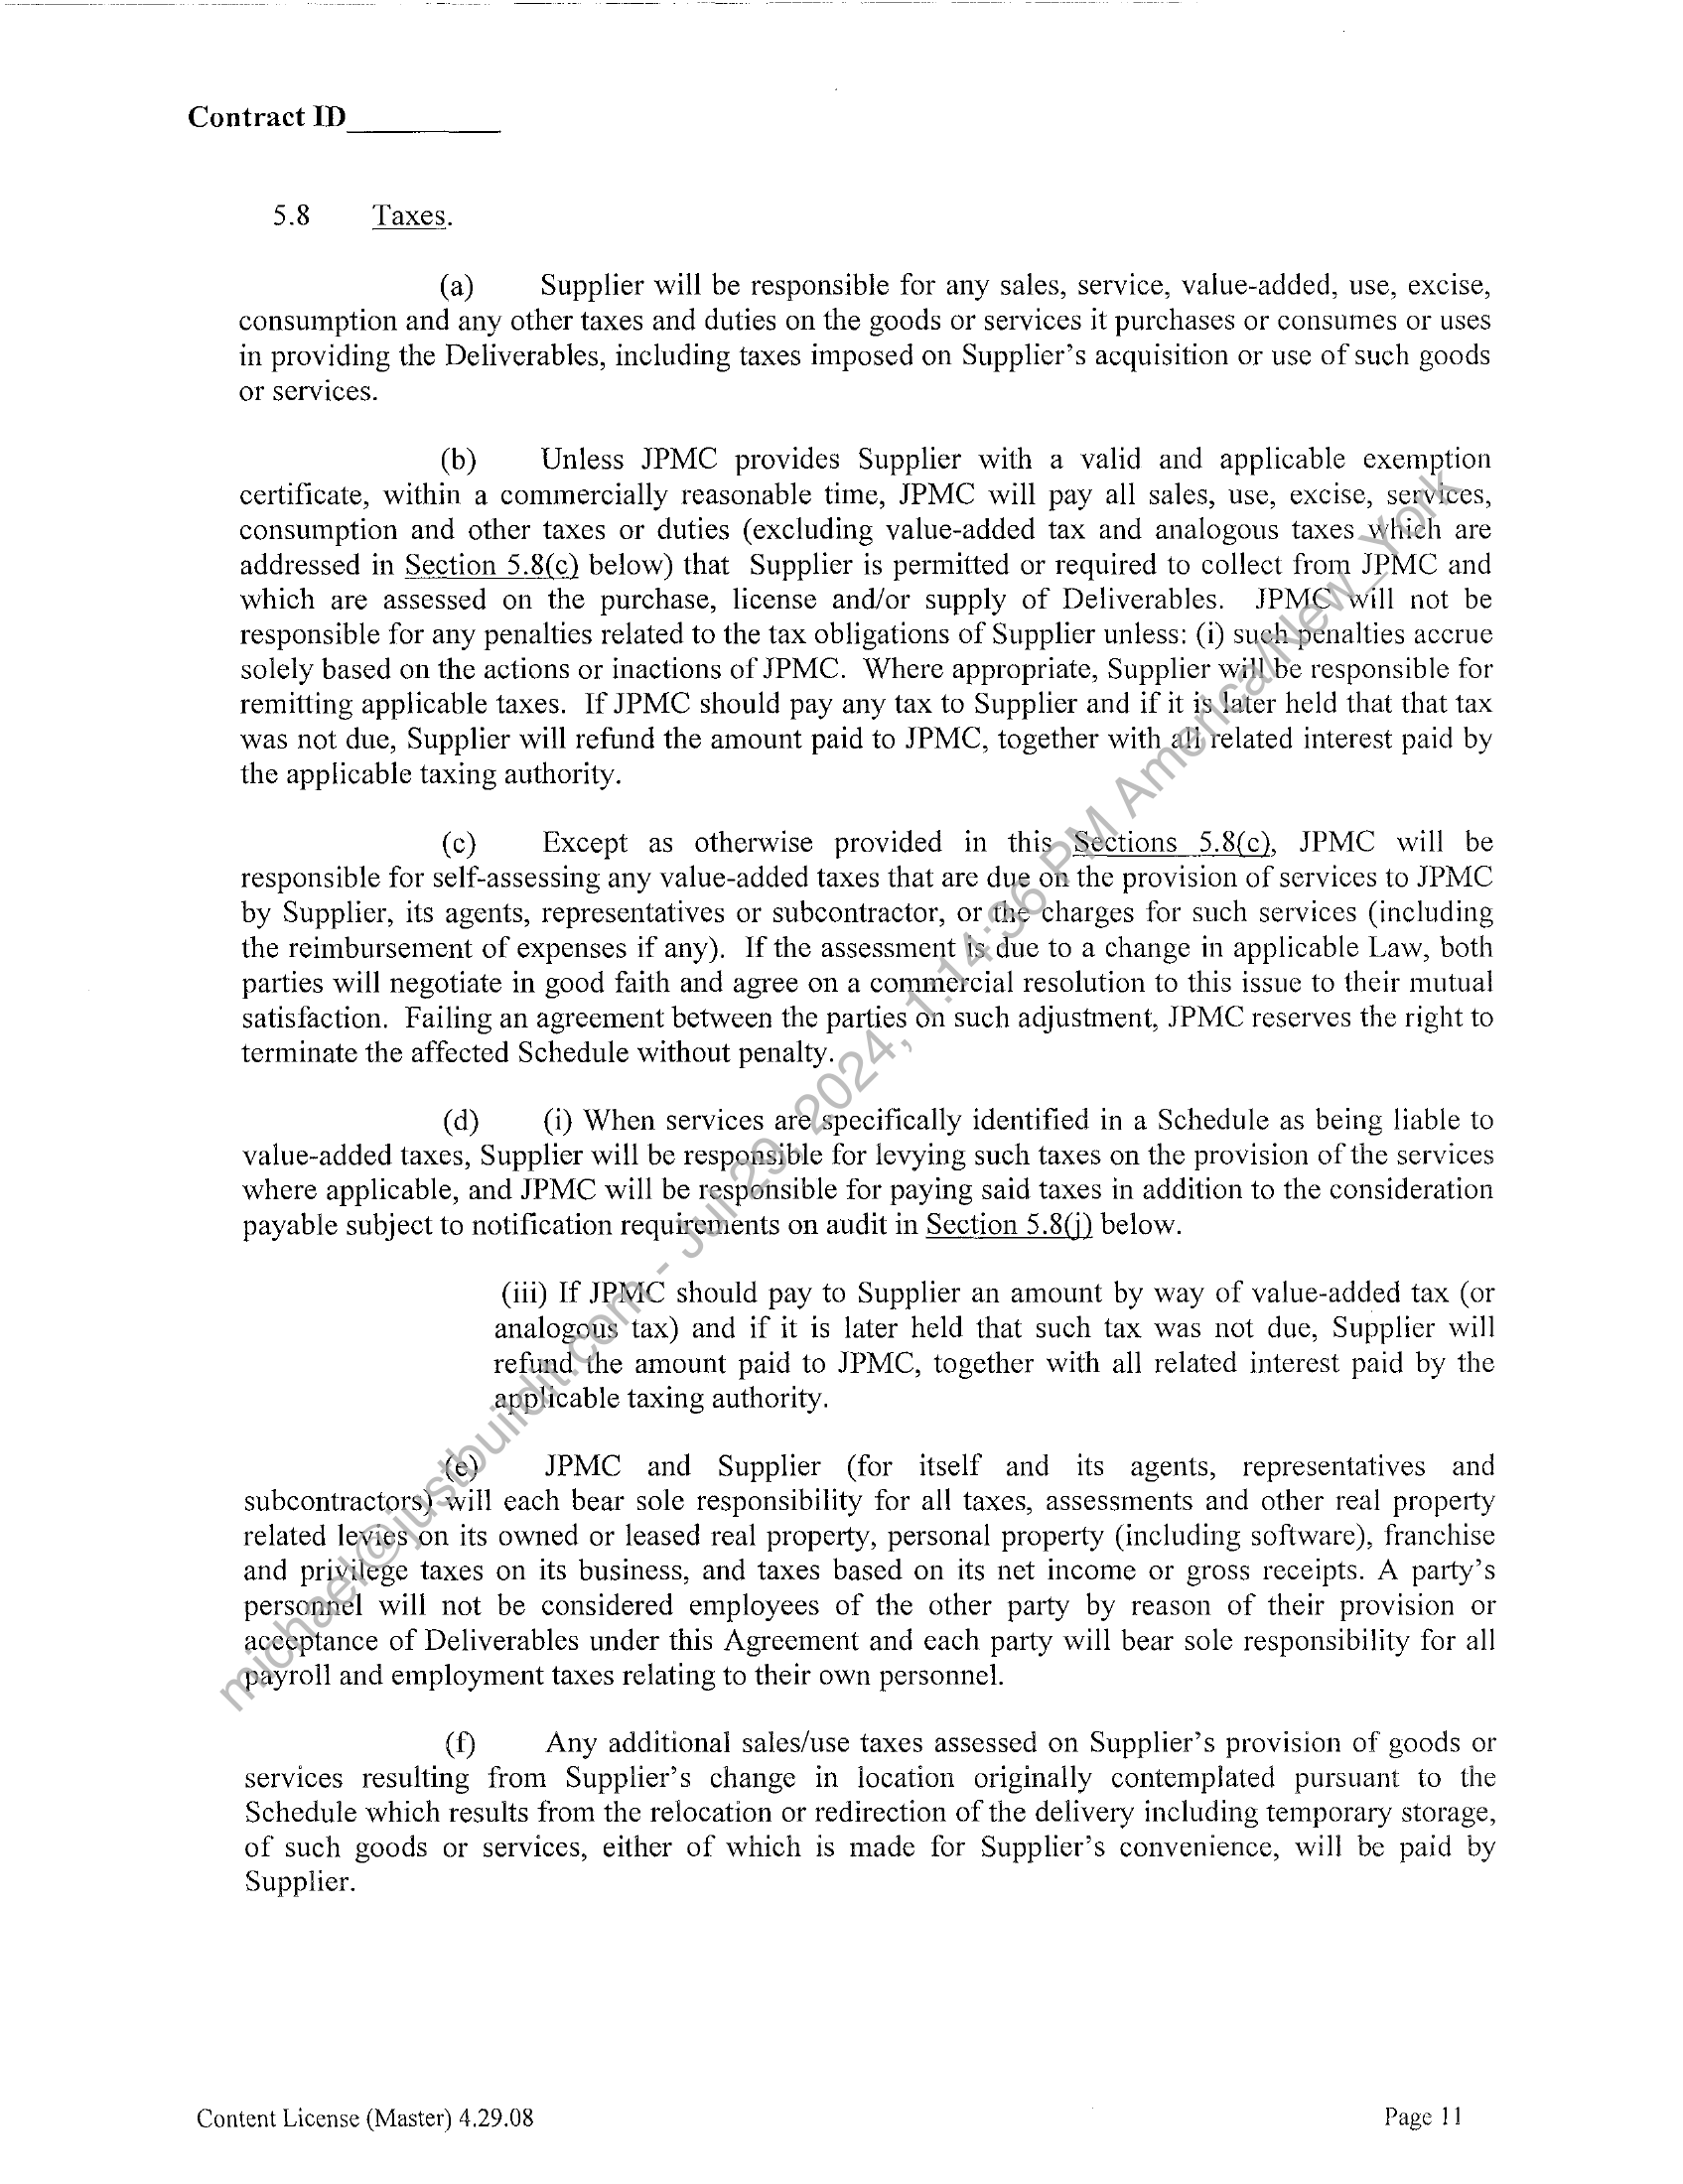 Contract ID__________
5.8 Taxes.
(a) Supplier will be responsible for any sales, service, value-added, use, excise,
consumption and any other taxes and duties on the goods or services it purchases or consumes or uses
in providing the Deliverables, including taxes imposed on Supplier's acquisition or use of such goods
or services.
(b) Unless JPMC provides Supplier with a valid and applicable exemption
certificate, within a commercially reasonable time, JPMC will pay all sales, use, excise, services,
consumption and other taxes or duties (excluding value-added tax and analogous taxes which are
addressed in Section 5.8(c) below) that Supplier is permitted or required to collect from JPMC and
which are assessed on the purchase, license and/or supply of Deliverables. JPMC will not be
responsible for any penalties related to the tax obligations of Supplier unless: (i) such penalties accrue
solely based on the actions or inactions of JPMC. Where appropriate, Supplier will be responsible for
remitting applicable taxes. If JPMC should pay any tax to Supplier and if it is later held that that tax
was not due, Supplier will refund the amount paid to JPMC, together with all related interest paid by
the applicable taxing authority.
(c) Except as otherwise provided in this Sections 5.8(c), JPMC will be
responsible for self-assessing any value-added taxes that are due on the provision of services to JPMC
by Supplier, its agents, representatives or subcontractor, or the charges for such services (including
the reimbursement of expenses if any). If the assessment is due to a change in applicable Law, both
parties will negotiate in good faith and agree on a commercial resolution to this issue to their mutual
satisfaction. Failing an agreement between the parties on such adjustment, JPMC reserves the right to
terminate the affected Schedule without penalty.
(d) (i) When services are specifically identified in a Schedule as being liable to
value-added taxes, Supplier will be responsible for levying such taxes on the provision of the services
where applicable, and JPMC will be responsible for paying said taxes in addition to the consideration
payable subject to notification requirements on audit in Section 5.8(j) below.
(iii) If JPMC should pay to Supplier an amount by way of value-added tax (or
analogous tax) and if it is later held that such tax was not due, Supplier will
refund the amount paid to JPMC, together with all related interest paid by the
applicable taxing authority.
(e) JPMC and Supplier (for itself and its agents, representatives and
subcontractors) will each bear sole responsibility for all taxes, assessments and other real property
related levies on its owned or leased real property, personal property (including software), franchise
and privilege taxes on its business, and taxes based on its net income or gross receipts. A party's
personnel will not be considered employees of the other party by reason of their provision or
acceptance of Deliverables under this Agreement and each party will bear sole responsibility for all
payroll and employment taxes relating to their own personnel.
(f) Any additional sales/use taxes assessed on Supplier's provision of goods or
services resulting from Supplier's change in location originally contemplated pursuant to the
Schedule which results from the relocation or redirection of the delivery including temporary storage,
of such goods or services, either of which is made for Supplier's convenience, will be paid by
Supplier.
Content License (Master) 4.29.08 Page 11
michael@justbuildit.com - Jul 29, 2024, 1:14:36 PM America/New_York